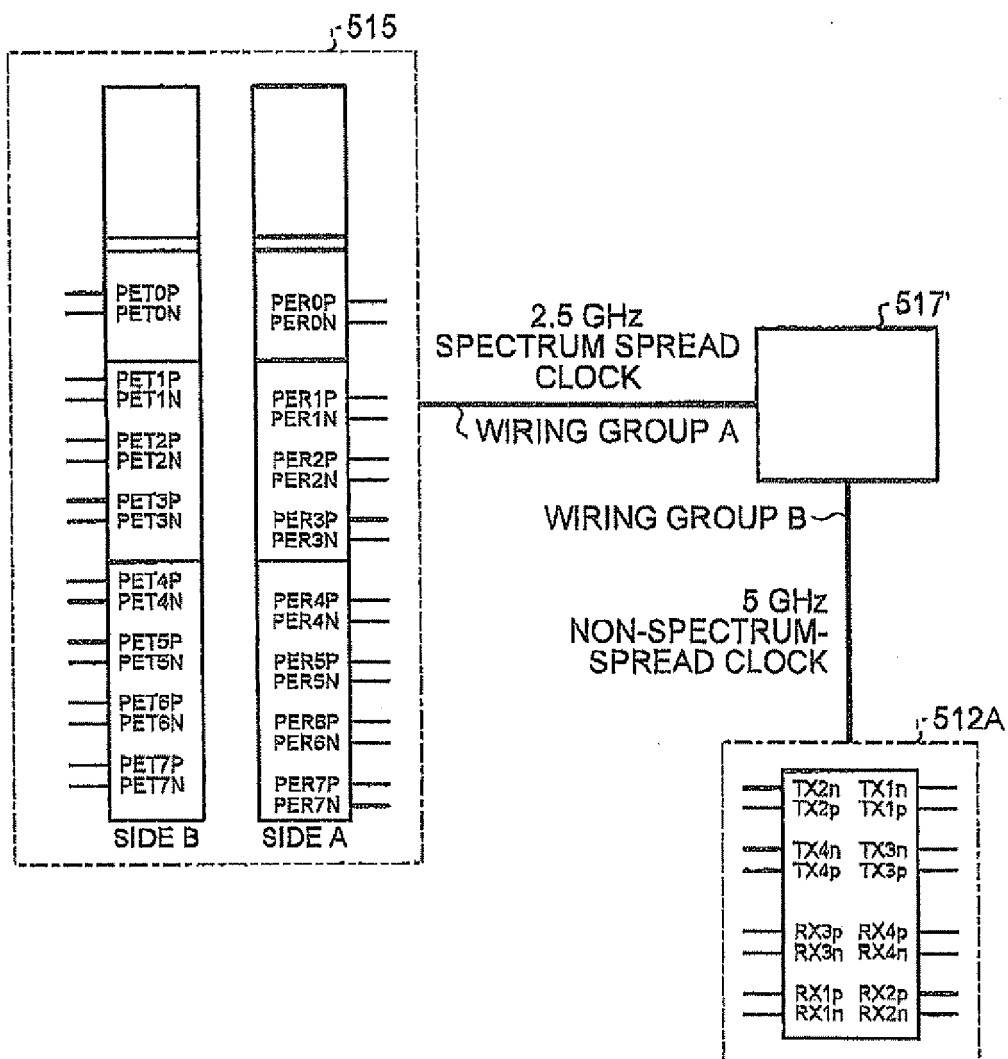 515
PET0P
PET0N
PET1P
PET1N
PET2P
PET2N
PET3P
PET3N
PET4P
PET4N
PET5P
PET5N
PET6P
PET6N
PET7P
PET7N
SIDE B
PER0P
PER0N
PER1P
PER1N
PER2P
PER2N
PER3P
PER3N
PER4P
PER4N
PER5P
PER5N
PER6P
PER6N
PER7P
PER7N
SIDE A
2.5 GHz
SPECTRUM SPREAD
CLOCK
WIRING GROUP A
517'
WIRING GROUP B
5 GHz
NON-SPECTRUM-
SPREAD CLOCK
512A
TX2n TX1n
TX2p TX1p
TX4n TX3n
TX4p TX3p
RX3p RX4p
RX3n RX4n
RX1p RX2p
RX1n RX2n